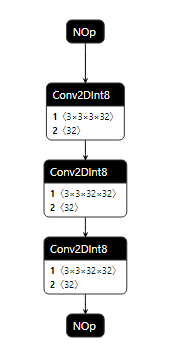 NOp
Conv2DInt8
1 〈3×3×3×32〉
2 〈32〉
Conv2DInt8
1 〈3×3×32×32〉
2 〈32〉
Conv2DInt8
1 〈3×3×32×32〉
2 〈32〉
NOp